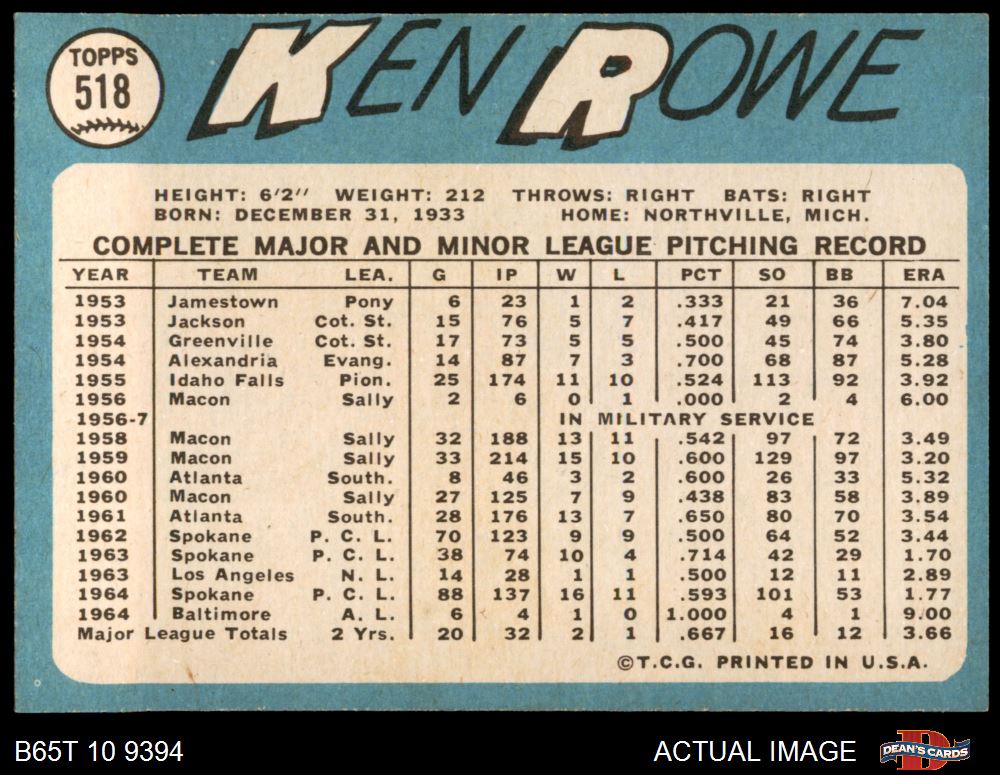 TOPPS
518
KEN ROWE
HEIGHT: 6'2" WEIGHT: 212 THROWS: RIGHT BATS: RIGHT
BORN: DECEMBER 31, 1933 HOME: NORTHVILLE, MICH.
COMPLETE MAJOR AND MINOR LEAGUE PITCHING RECORD
YEAR TEAM LEA. G IP W L PCT SO BB ERA
1953 Jamestown Pony 6 23 1 2 .333 21 36 7.04
1953 Jackson Cot. St. 15 76 5 7 .417 49 66 5.35
1954 Greenville Cot. St. 17 73 5 5 .500 45 74 3.80
1954 Alexandria Evang. 14 87 7 3 .700 68 87 5.28
1955 Idaho Falls Pion. 25 174 11 10 .524 113 92 3.92
1956 Macon Sally 2 6 0 1 .000 2 4 6.00
1956-7 IN MILITARY SERVICE
1958 Macon Sally 32 188 13 11 .542 97 72 3.49
1959 Macon Sally 33 214 15 10 .600 129 97 3.20
1960 Atlanta South. 8 46 3 2 .600 26 33 5.32
1960 Macon Sally 27 125 7 9 .438 83 58 3.89
1961 Atlanta South. 28 176 13 7 .650 80 70 3.54
1962 Spokane P. C. L. 70 123 9 9 .500 64 52 3.44
1963 Spokane P. C. L. 38 74 10 4 .714 42 29 1.70
1963 Los Angeles N. L. 14 28 1 1 .500 12 11 2.89
1964 Spokane P. C. L. 88 137 16 11 .593 101 53 1.77
1964 Baltimore A. L. 6 4 1 0 1.000 4 1 9.00
Major League Totals 2 Yrs. 20 32 2 1 .667 16 12 3.66
©T.C.G. PRINTED IN U.S.A.
B65T 10 9394 ACTUAL IMAGE DEAN'S CARDS